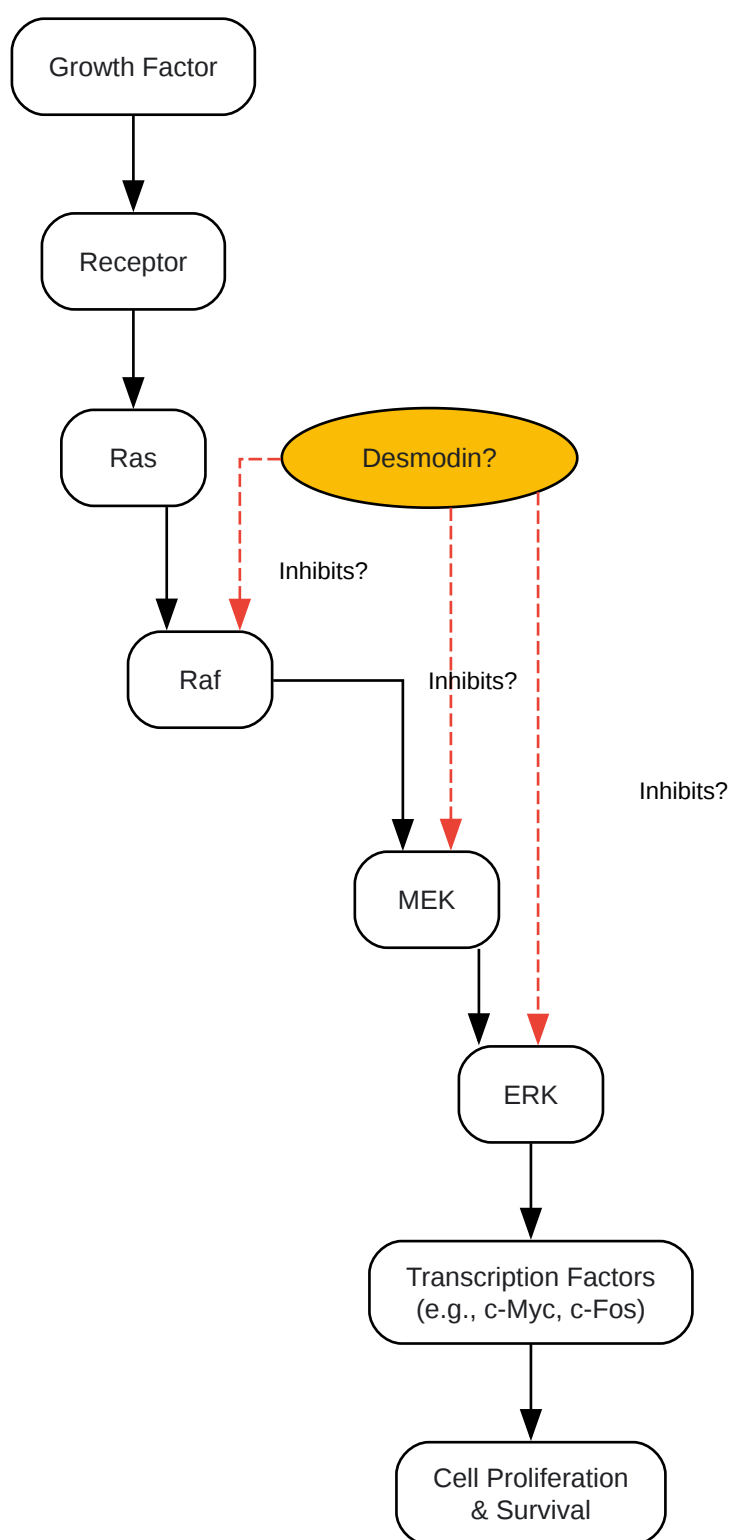 Growth Factor
Receptor
Ras
Desmodin?
Inhibits?
Raf
Inhibits?
Inhibits?
MEK
ERK
Transcription Factors
(e.g., c-Myc, c-Fos)
Cell Proliferation
& Survival